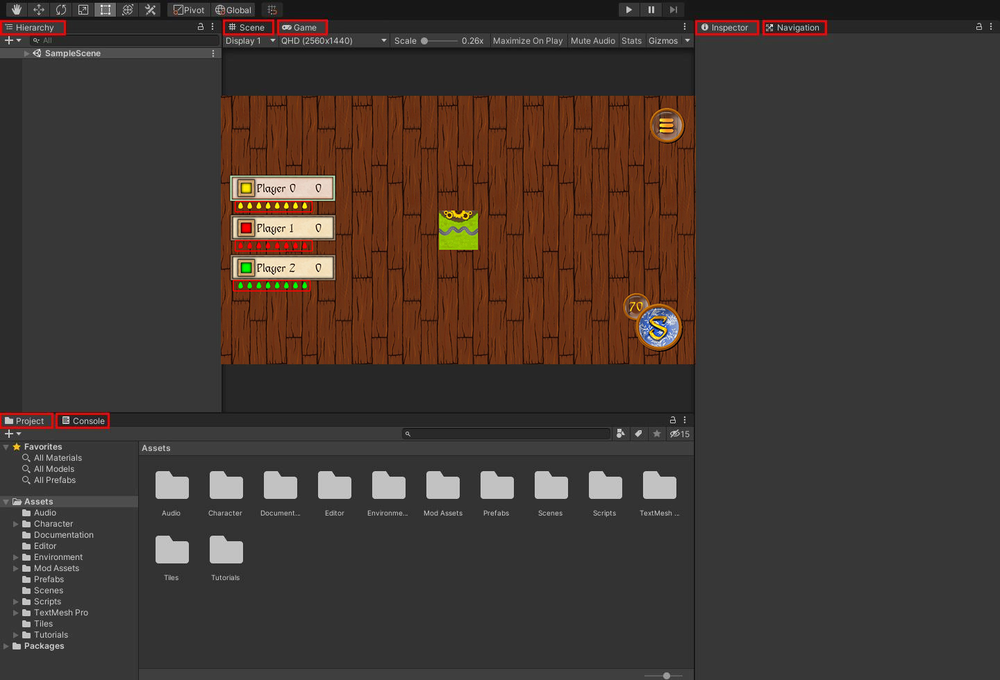 Pivot Global
Hierarchy Scene Game Inspector Navigation
All Display 1 QHD (2560x1440) Scale 0.26x Maximize On Play Mute Audio Stats Gizmos
SampleScene
Player 0 0
Player 1 0
Player 2 0
70
S
Project Console
15
Favorites
All Materials
All Models
All Prefabs
Assets
Audio
Character
Documentation
Editor
Environment
Mod Assets
Prefabs
Scenes
Scripts
TextMesh Pro
Tiles
Tutorials
Packages
Assets
Audio Character Document... Editor Environme... Mod Assets Prefabs Scenes Scripts TextMesh ...
Tiles Tutorials